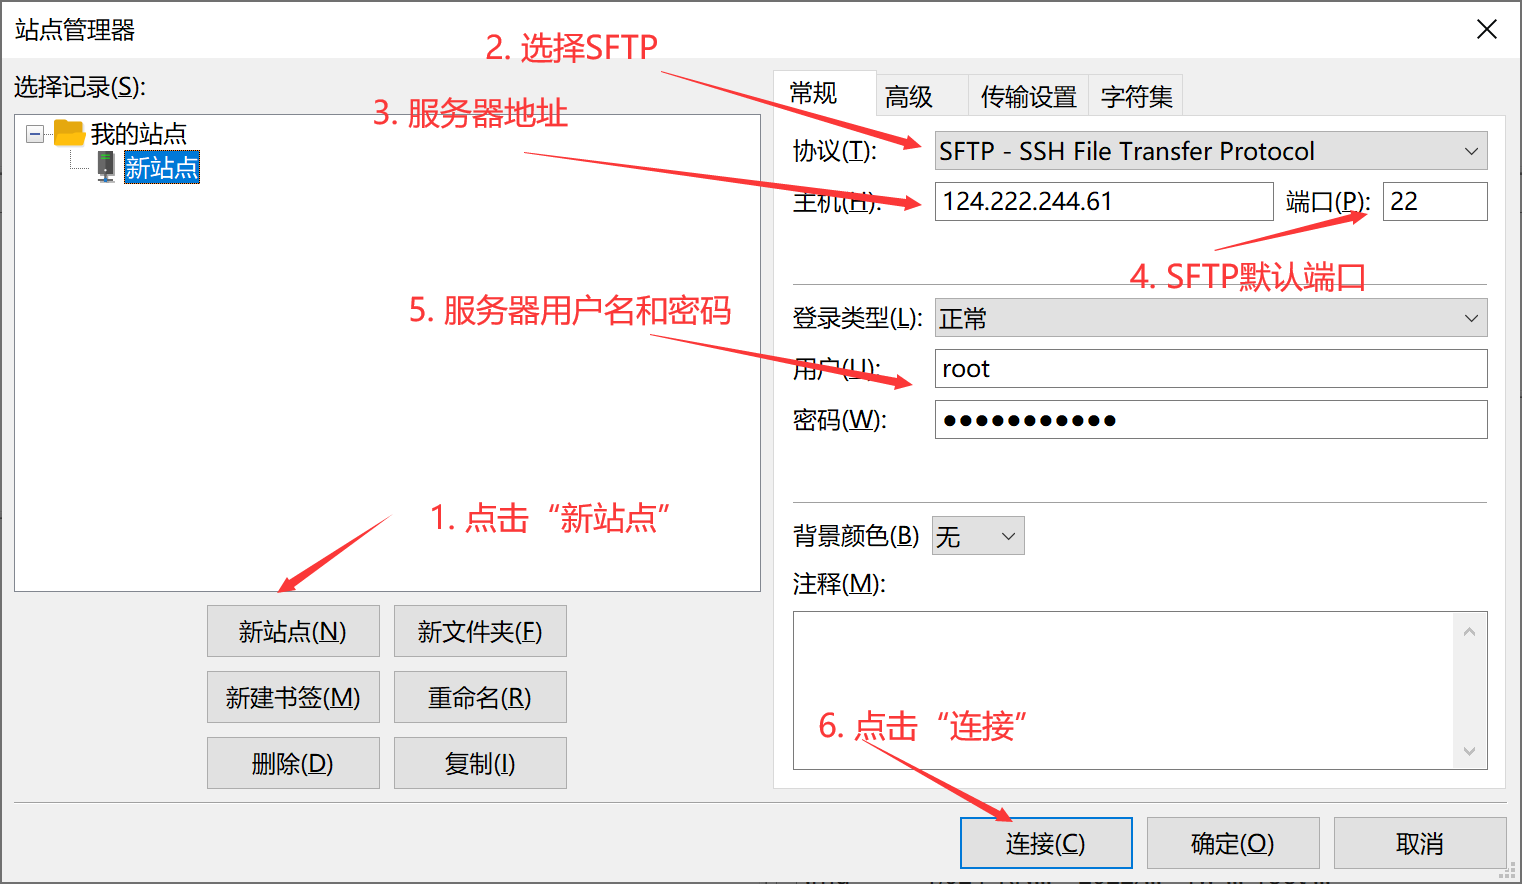 站点管理器
2. 选择SFTP
选择记录(S):
3. 服务器地址
常规
高级
传输设置
字符集
我的站点
新站点
协议(T):
SFTP - SSH File Transfer Protocol
主机(H):
124.222.244.61
端口(P):
22
4. SFTP默认端口
5. 服务器用户名和密码
登录类型(L):
正常
用户(U):
root
密码(W):
●●●●●●●●●●●
1. 点击“新站点”
背景颜色(B)
无
注释(M):
新站点(N)
新文件夹(F)
新建书签(M)
重命名(R)
删除(D)
复制(I)
6. 点击“连接”
连接(C)
确定(O)
取消